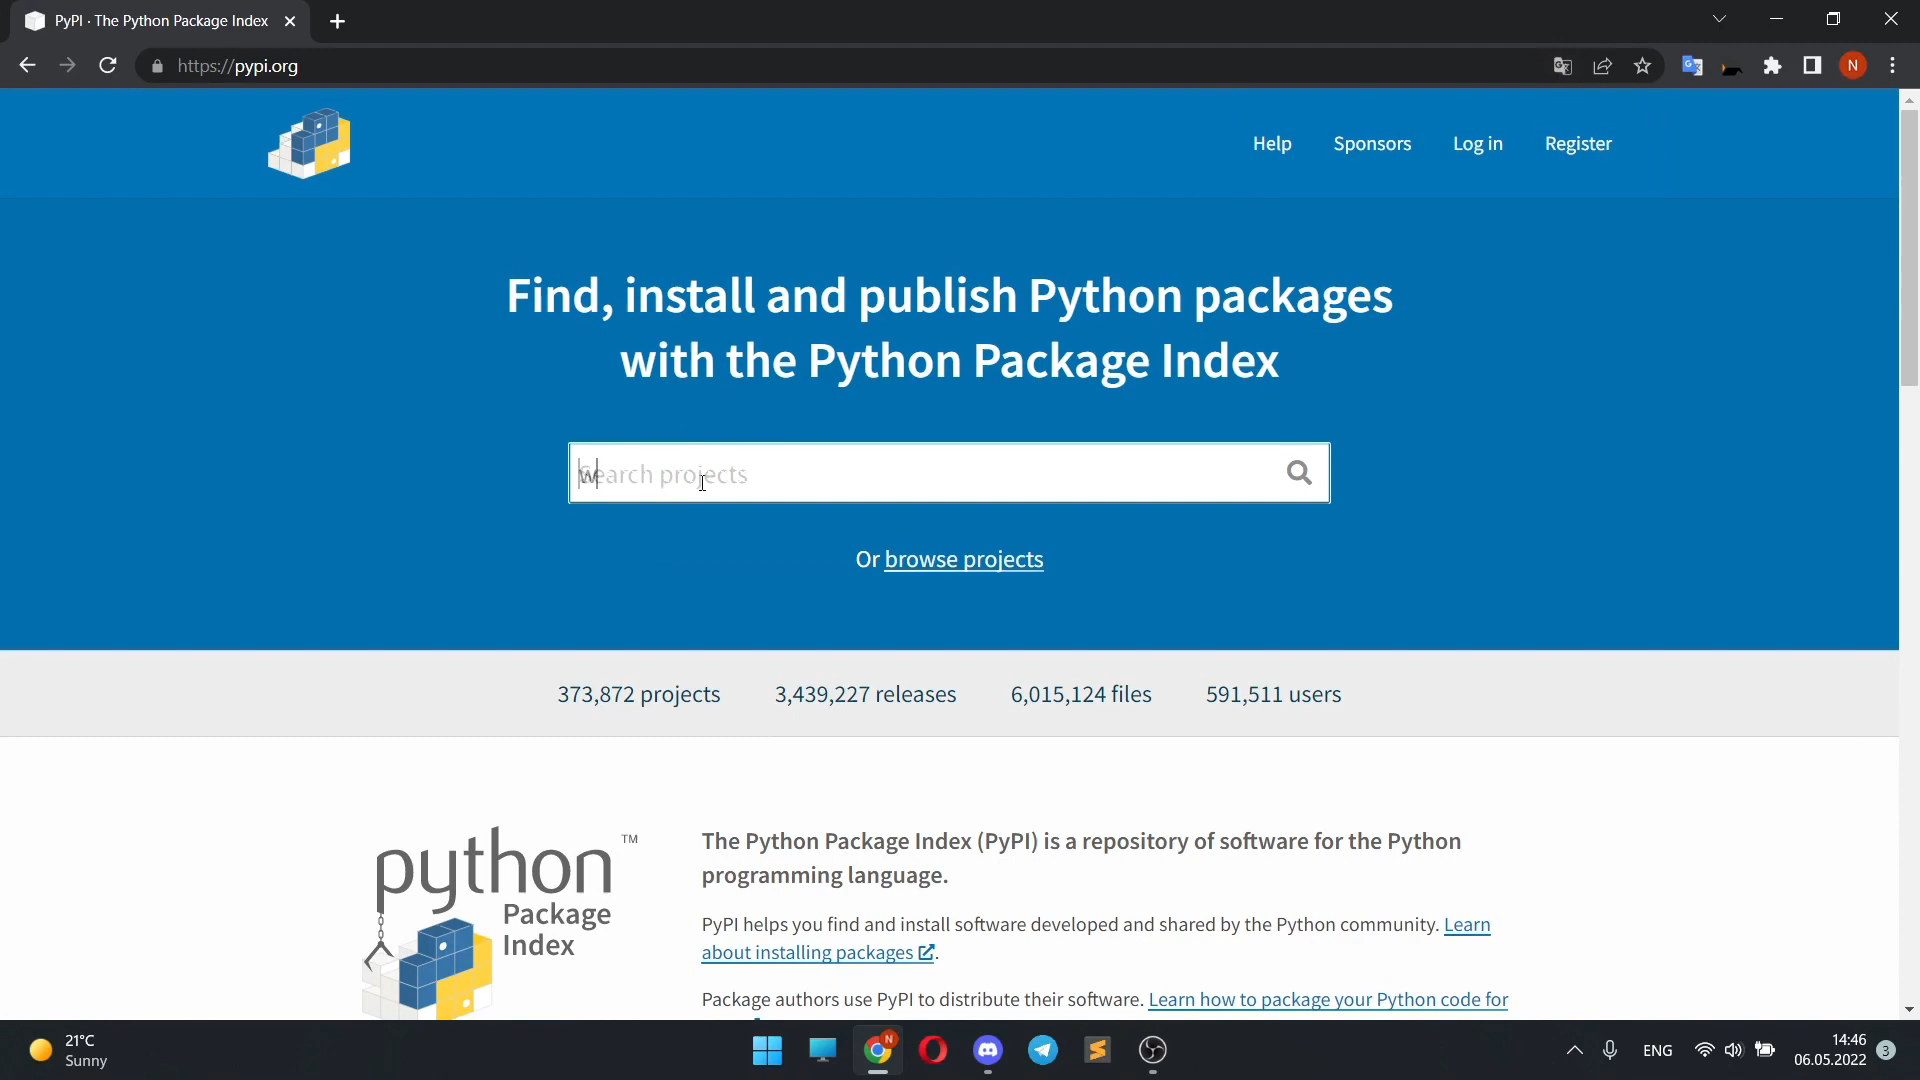 PyPI · The Python Package Index
https://pypi.org
N
Help Sponsors Log in Register
Find, install and publish Python packages
with the Python Package Index
Search projects
w
Or browse projects
373,872 projects 3,439,227 releases 6,015,124 files 591,511 users
python TM
Package
Index
The Python Package Index (PyPI) is a repository of software for the Python
programming language.
PyPI helps you find and install software developed and shared by the Python community. Learn
about installing packages.
Package authors use PyPI to distribute their software. Learn how to package your Python code for
21°C
Sunny
N
ENG
14:46
06.05.2022
3